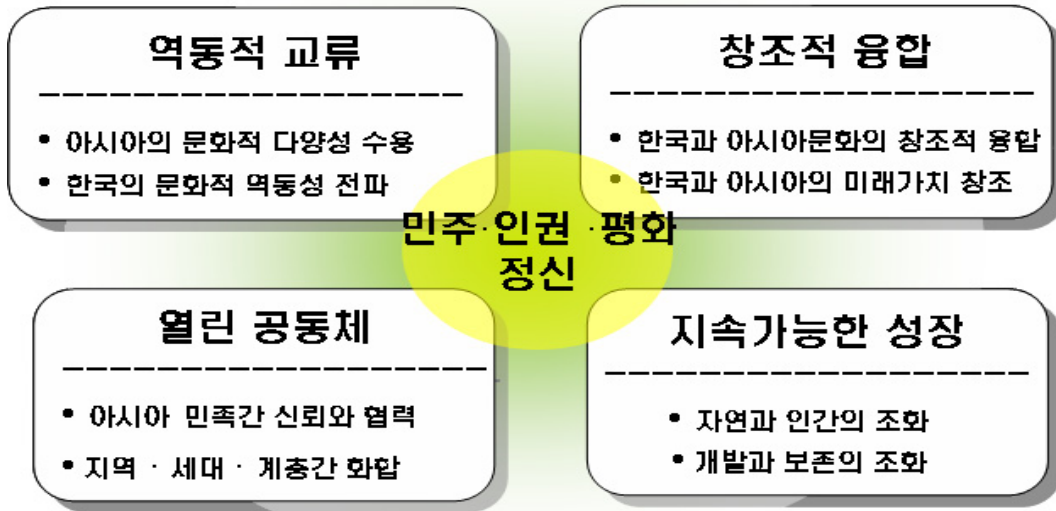 역동적 교류
• 아시아의 문화적 다양성 수용
• 한국의 문화적 역동성 전파
창조적 융합
• 한국과 아시아문화의 창조적 융합
• 한국과 아시아의 미래가치 창조
민주·인권·평화
정신
열린 공동체
• 아시아 민족간 신뢰와 협력
• 지역 · 세대 · 계층간 화합
지속가능한 성장
• 자연과 인간의 조화
• 개발과 보존의 조화